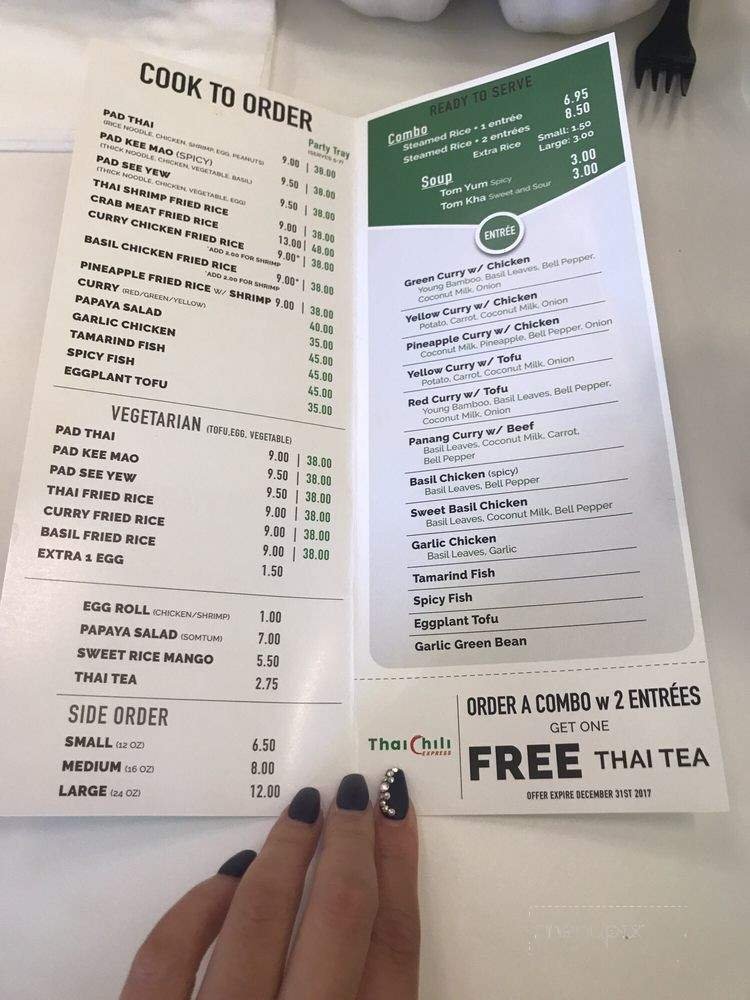 COOK TO ORDER
Party Tray
(SERVES 5-7)
PAD THAI 9.00 | 38.00
(RICE NOODLE, CHICKEN, SHRIMP, EGG, PEANUTS)
PAD KEE MAO (SPICY) 9.50 | 38.00
(THICK NOODLE, CHICKEN, VEGETABLE, BASIL)
PAD SEE YEW 9.50 | 38.00
(THICK NOODLE, CHICKEN, VEGETABLE, EGG)
THAI SHRIMP FRIED RICE 9.00 | 38.00
CRAB MEAT FRIED RICE 13.00 | 48.00
CURRY CHICKEN FRIED RICE 9.00* | 38.00
*ADD 2.00 FOR SHRIMP
BASIL CHICKEN FRIED RICE 9.00* | 38.00
*ADD 2.00 FOR SHRIMP
PINEAPPLE FRIED RICE W/ SHRIMP 9.00 | 38.00
CURRY (RED/GREEN/YELLOW) 40.00
PAPAYA SALAD 35.00
GARLIC CHICKEN 45.00
TAMARIND FISH 45.00
SPICY FISH 45.00
EGGPLANT TOFU 35.00
VEGETARIAN (TOFU,EGG, VEGETABLE)
PAD THAI 9.00 | 38.00
PAD KEE MAO 9.50 | 38.00
PAD SEE YEW 9.50 | 38.00
THAI FRIED RICE 9.00 | 38.00
CURRY FRIED RICE 9.00 | 38.00
BASIL FRIED RICE 9.00 | 38.00
EXTRA 1 EGG 1.50
EGG ROLL (CHICKEN/SHRIMP) 1.00
PAPAYA SALAD (SOMTUM) 7.00
SWEET RICE MANGO 5.50
THAI TEA 2.75
SIDE ORDER
SMALL (12 OZ) 6.50
MEDIUM (16 OZ) 8.00
LARGE (24 OZ) 12.00
READY TO SERVE
Combo
Steamed Rice + 1 entrée 6.95
Steamed Rice + 2 entrées 8.50
Extra Rice Small: 1.50
Large: 3.00
Soup
Tom Yum Spicy 3.00
Tom Kha Sweet and Sour 3.00
ENTRÉE
Green Curry w/ Chicken
Young Bamboo, Basil Leaves, Bell Pepper,
Coconut Milk, Onion
Yellow Curry w/ Chicken
Potato, Carrot, Coconut Milk, Onion
Pineapple Curry w/ Chicken
Coconut Milk, Pineapple, Bell Pepper, Onion
Yellow Curry w/ Tofu
Potato, Carrot, Coconut Milk, Onion
Red Curry w/ Tofu
Young Bamboo, Basil Leaves, Bell Pepper,
Coconut Milk, Onion
Panang Curry w/ Beef
Basil Leaves, Coconut Milk, Carrot,
Bell Pepper
Basil Chicken (spicy)
Basil Leaves, Bell Pepper
Sweet Basil Chicken
Basil Leaves, Coconut Milk, Bell Pepper
Garlic Chicken
Basil Leaves, Garlic
Tamarind Fish
Spicy Fish
Eggplant Tofu
Garlic Green Bean
Thai Chili
EXPRESS
ORDER A COMBO w 2 ENTRÉES
GET ONE
FREE THAI TEA
OFFER EXPIRE DECEMBER 31ST 2017
menupix